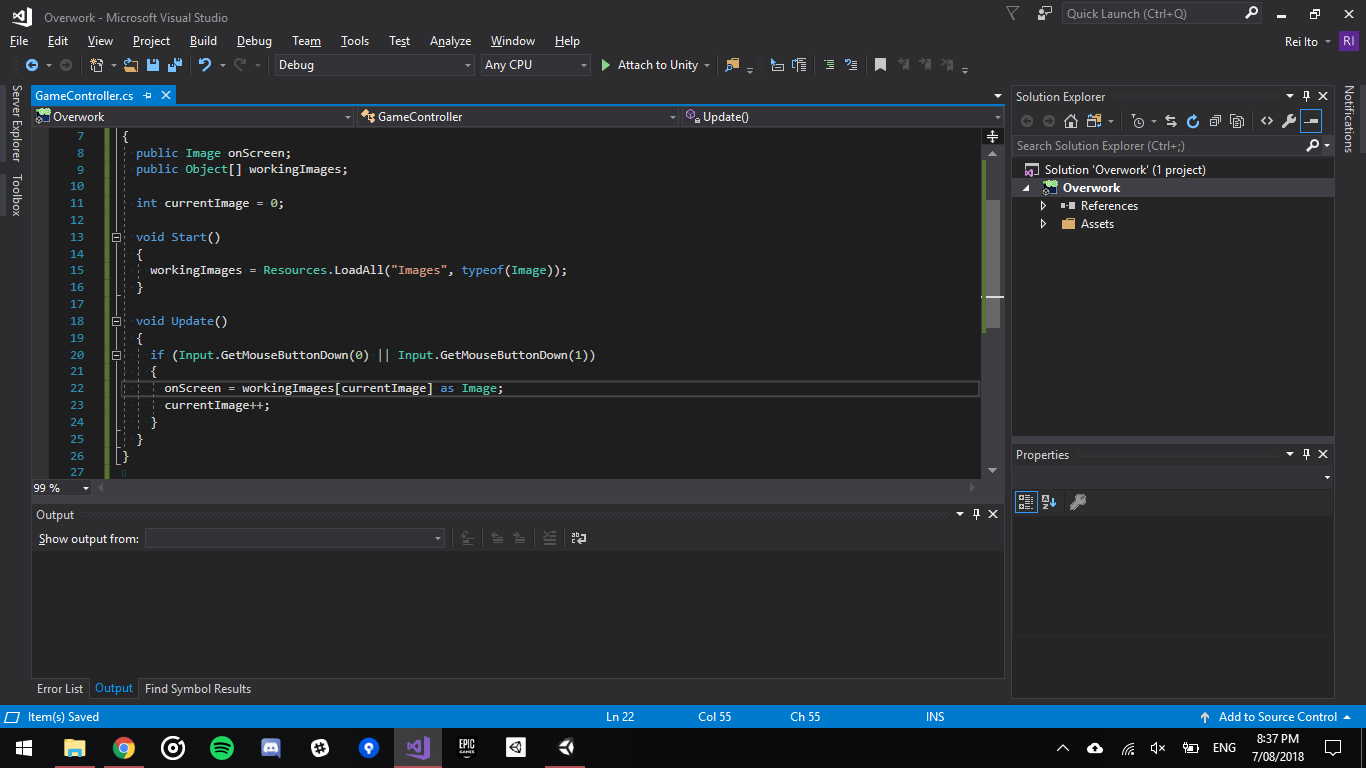 Overwork - Microsoft Visual Studio
Quick Launch (Ctrl+Q)
File Edit View Project Build Debug Team Tools Test Analyze Window Help
Rei Ito RI
Debug Any CPU Attach to Unity
Server Explorer
Toolbox
GameController.cs
Overwork GameController Update()
7 {
8 public Image onScreen;
9 public Object[] workingImages;
10
11 int currentImage = 0;
12
13 void Start()
14 {
15 workingImages = Resources.LoadAll("Images", typeof(Image));
16 }
17
18 void Update()
19 {
20 if (Input.GetMouseButtonDown(0) || Input.GetMouseButtonDown(1))
21 {
22 onScreen = workingImages[currentImage] as Image;
23 currentImage++;
24 }
25 }
26 }
27
99 %
Output
Show output from:
Error List Output Find Symbol Results
Solution Explorer
Search Solution Explorer (Ctrl+;)
Solution 'Overwork' (1 project)
Overwork
References
Assets
Properties
Notifications
Item(s) Saved Ln 22 Col 55 Ch 55 INS Add to Source Control
EPIC
GAMES
ENG
8:37 PM
7/08/2018